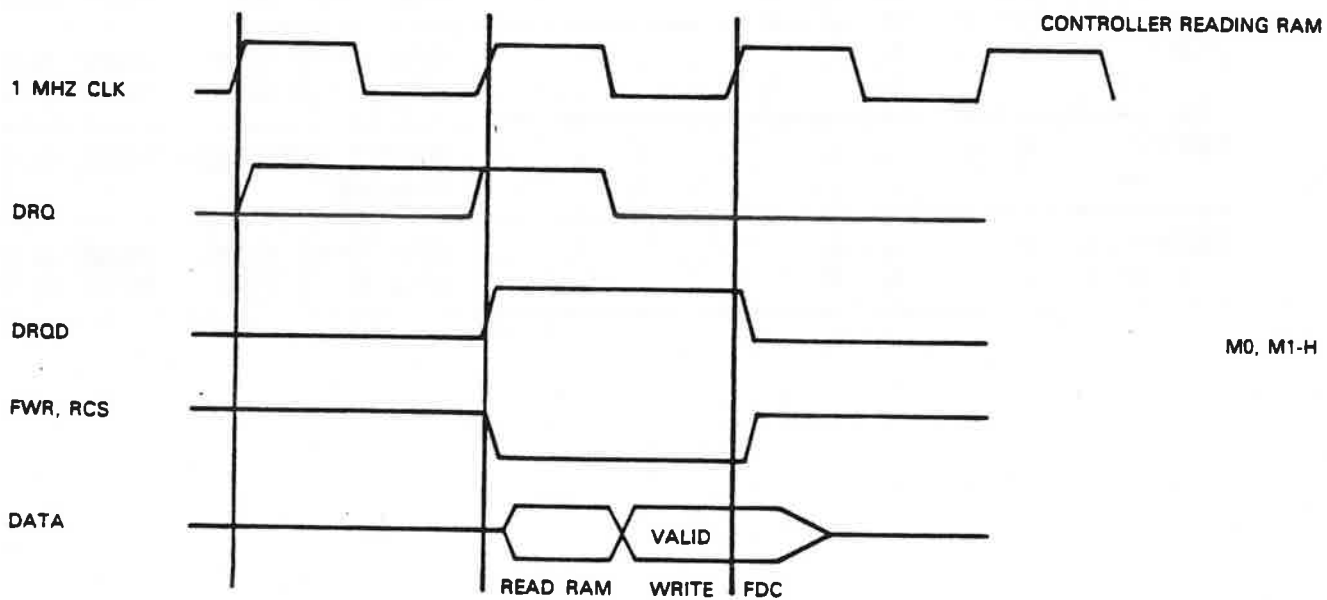 CONTROLLER READING RAM
1 MHZ CLK
DRQ
DRQD
M0, M1-H
FWR, RCS
DATA
VALID
READ RAM WRITE FDC